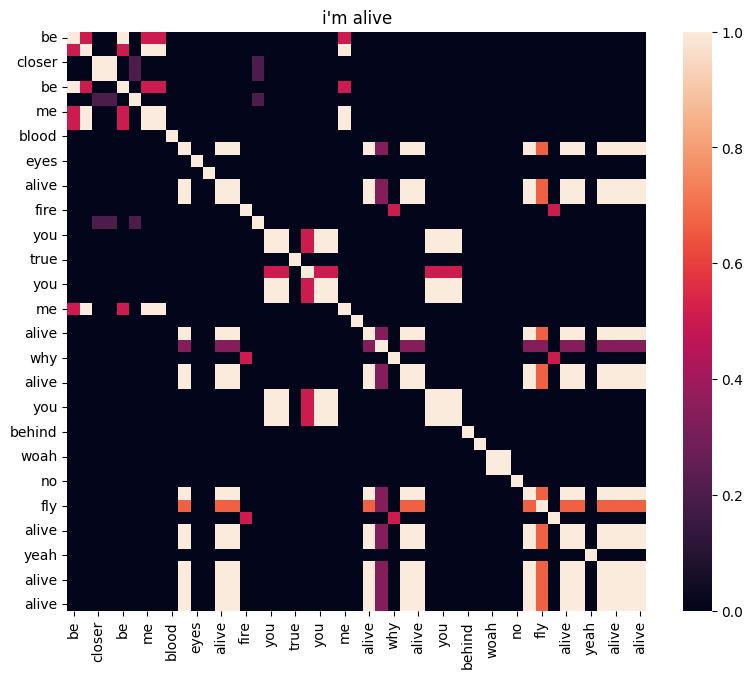 i'm alive
be
closer
be
me
blood
eyes
alive
fire
you
true
you
me
alive
why
alive
you
behind
woah
no
fly
alive
yeah
alive
alive
1.0
0.8
0.6
0.4
0.2
0.0
be
closer
be
me
blood
eyes
alive
fire
you
true
you
me
alive
why
alive
you
behind
woah
no
fly
alive
yeah
alive
alive